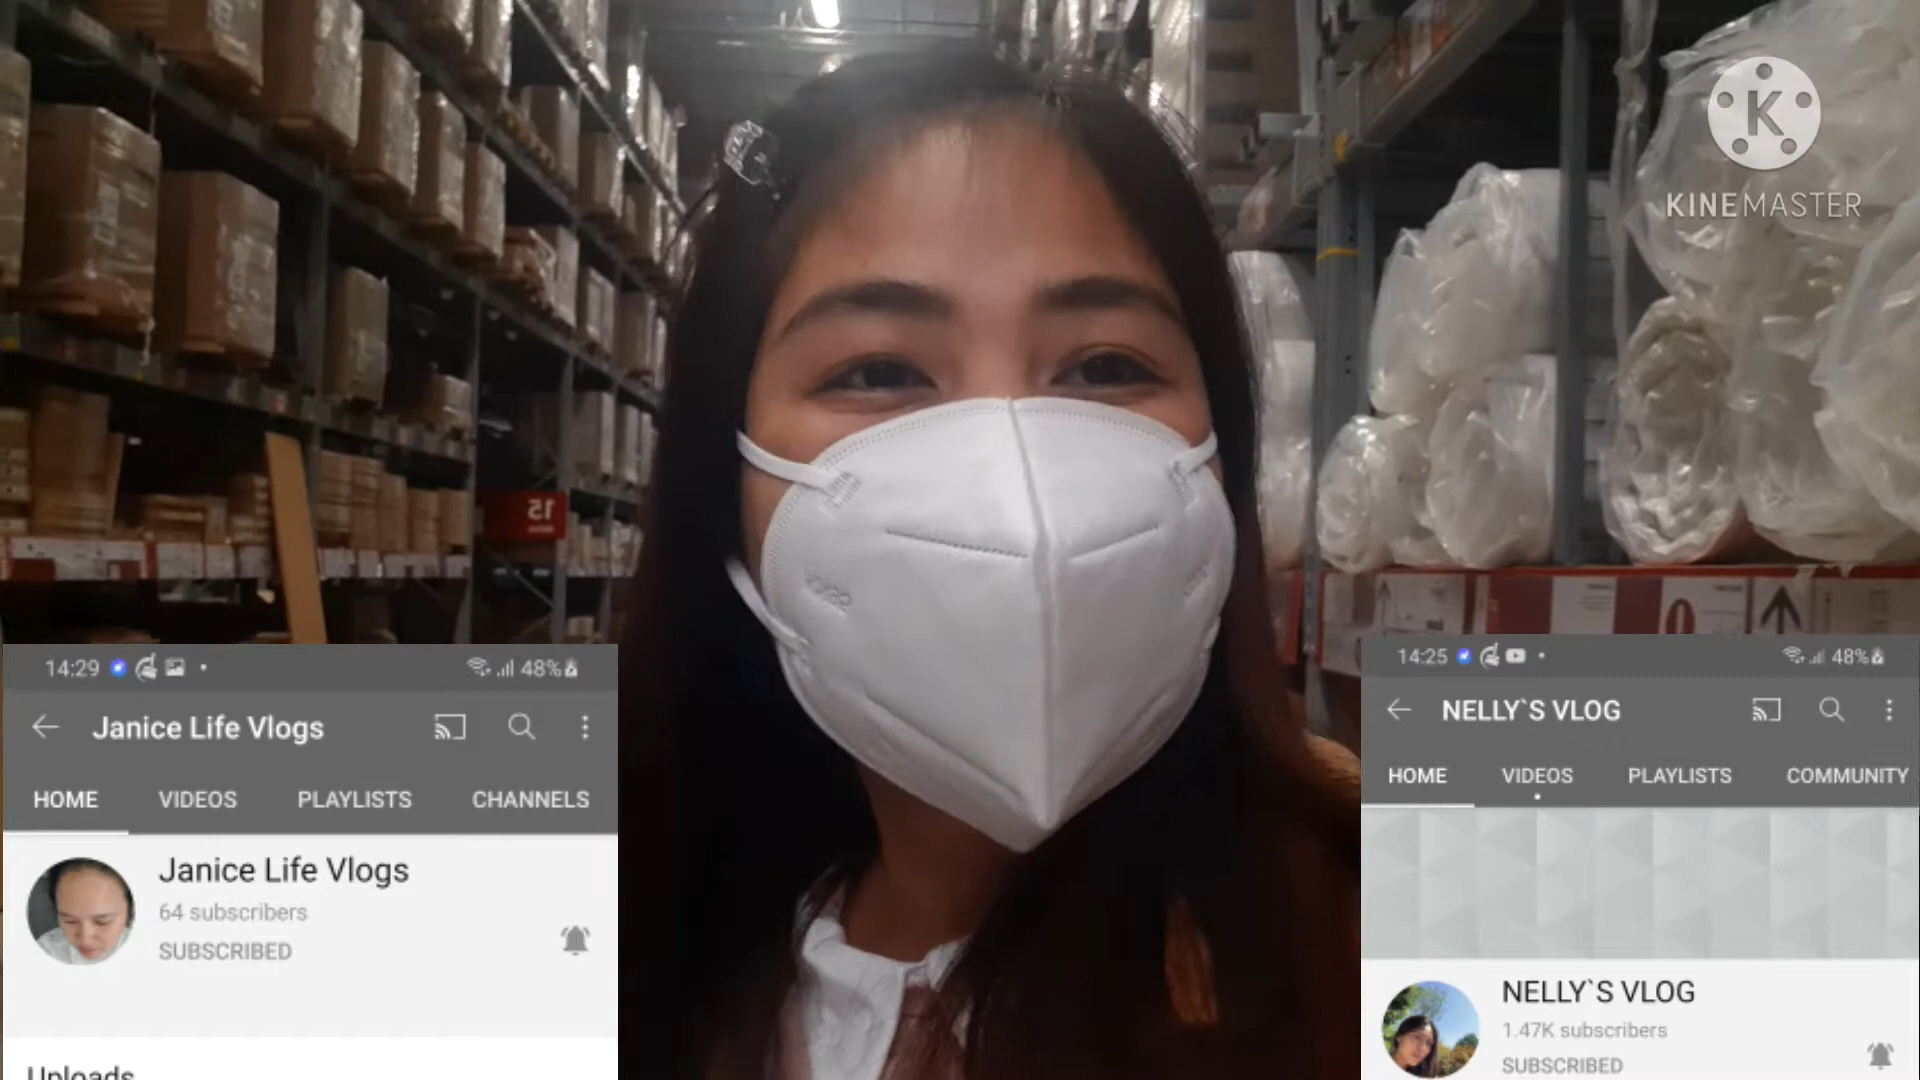 KINEMASTER
15
14:29
48%
Janice Life Vlogs
HOME VIDEOS PLAYLISTS CHANNELS
Janice Life Vlogs
64 subscribers
SUBSCRIBED
Uploads
14:25
48%
NELLY`S VLOG
HOME VIDEOS PLAYLISTS COMMUNITY
NELLY`S VLOG
1.47K subscribers
SUBSCRIBED